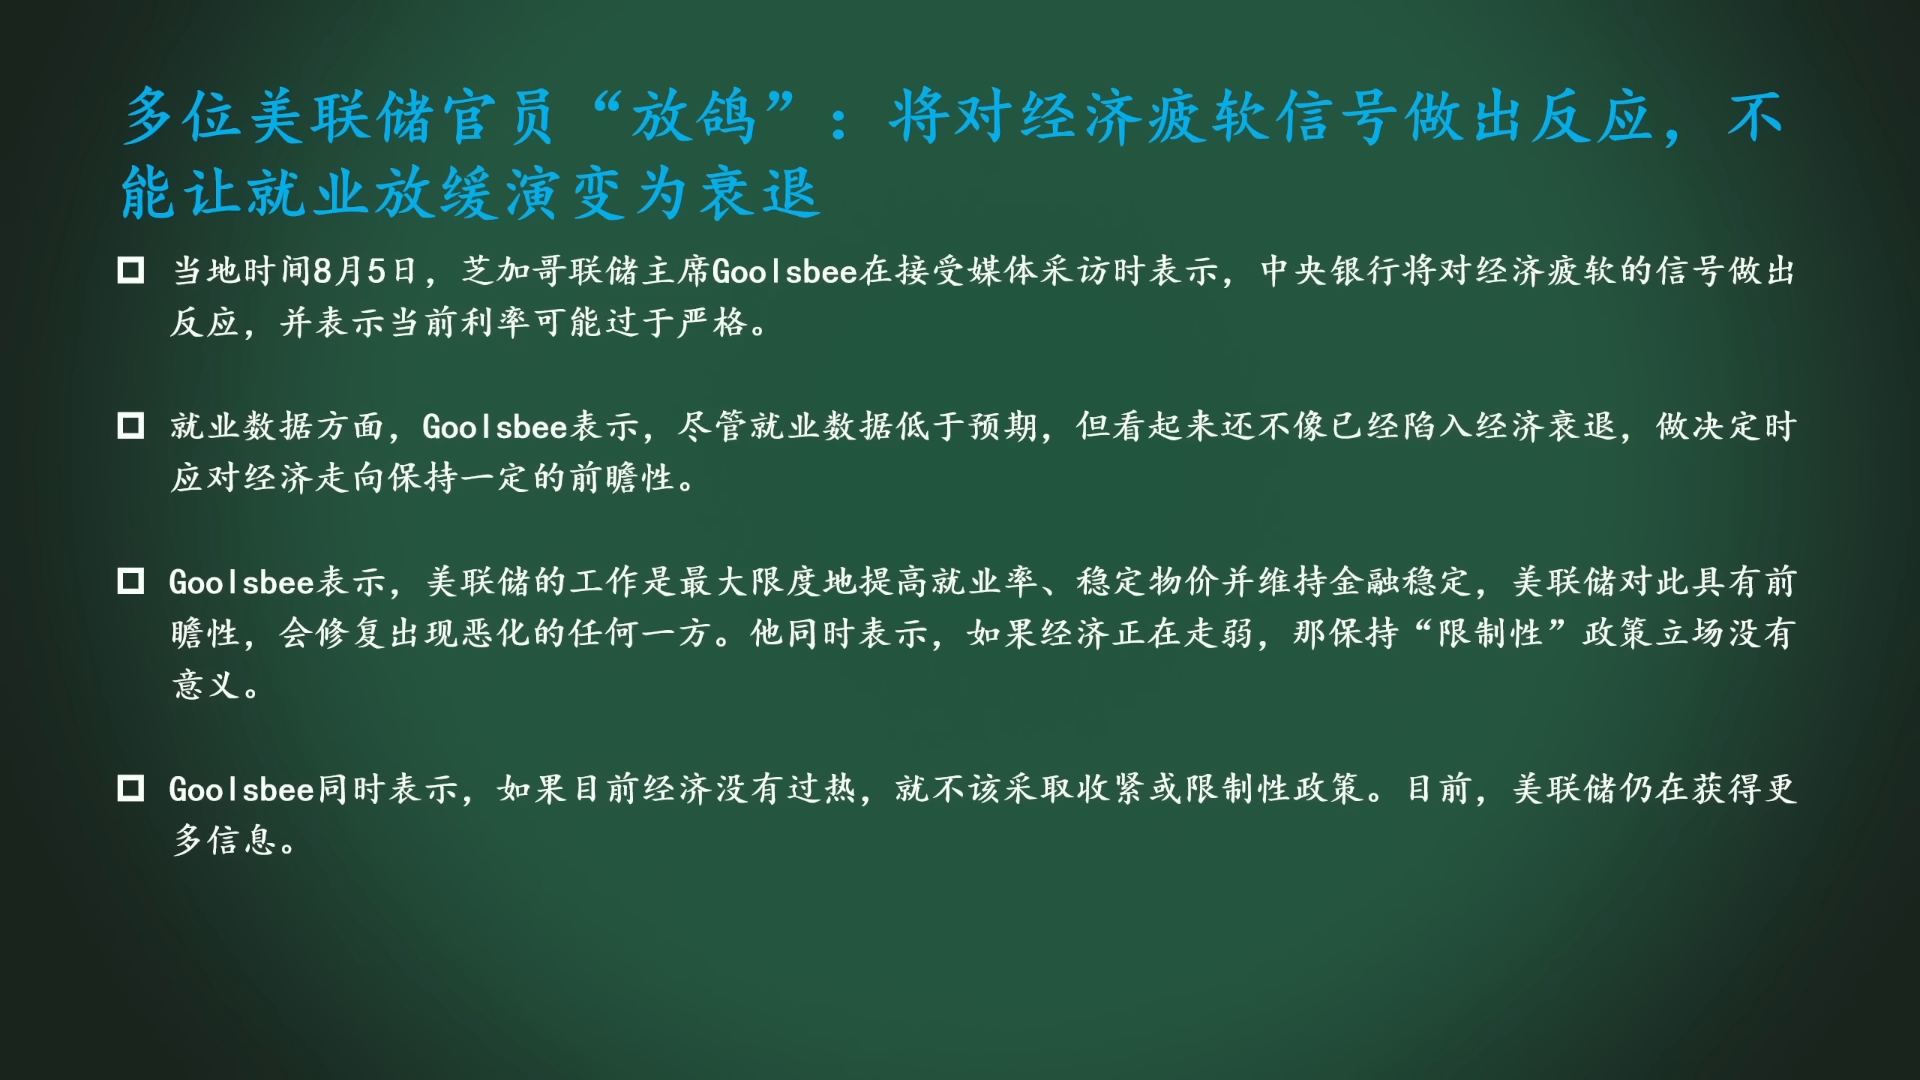 多位美联储官员“放鸽”：将对经济疲软信号做出反应，不
能让就业放缓演变为衰退
当地时间8月5日，芝加哥联储主席Goolsbee在接受媒体采访时表示，中央银行将对经济疲软的信号做出
反应，并表示当前利率可能过于严格。
就业数据方面，Goolsbee表示，尽管就业数据低于预期，但看起来还不像已经陷入经济衰退，做决定时
应对经济走向保持一定的前瞻性。
Goolsbee表示，美联储的工作是最大限度地提高就业率、稳定物价并维持金融稳定，美联储对此具有前
瞻性，会修复出现恶化的任何一方。他同时表示，如果经济正在走弱，那保持“限制性”政策立场没有
意义。
Goolsbee同时表示，如果目前经济没有过热，就不该采取收紧或限制性政策。目前，美联储仍在获得更
多信息。